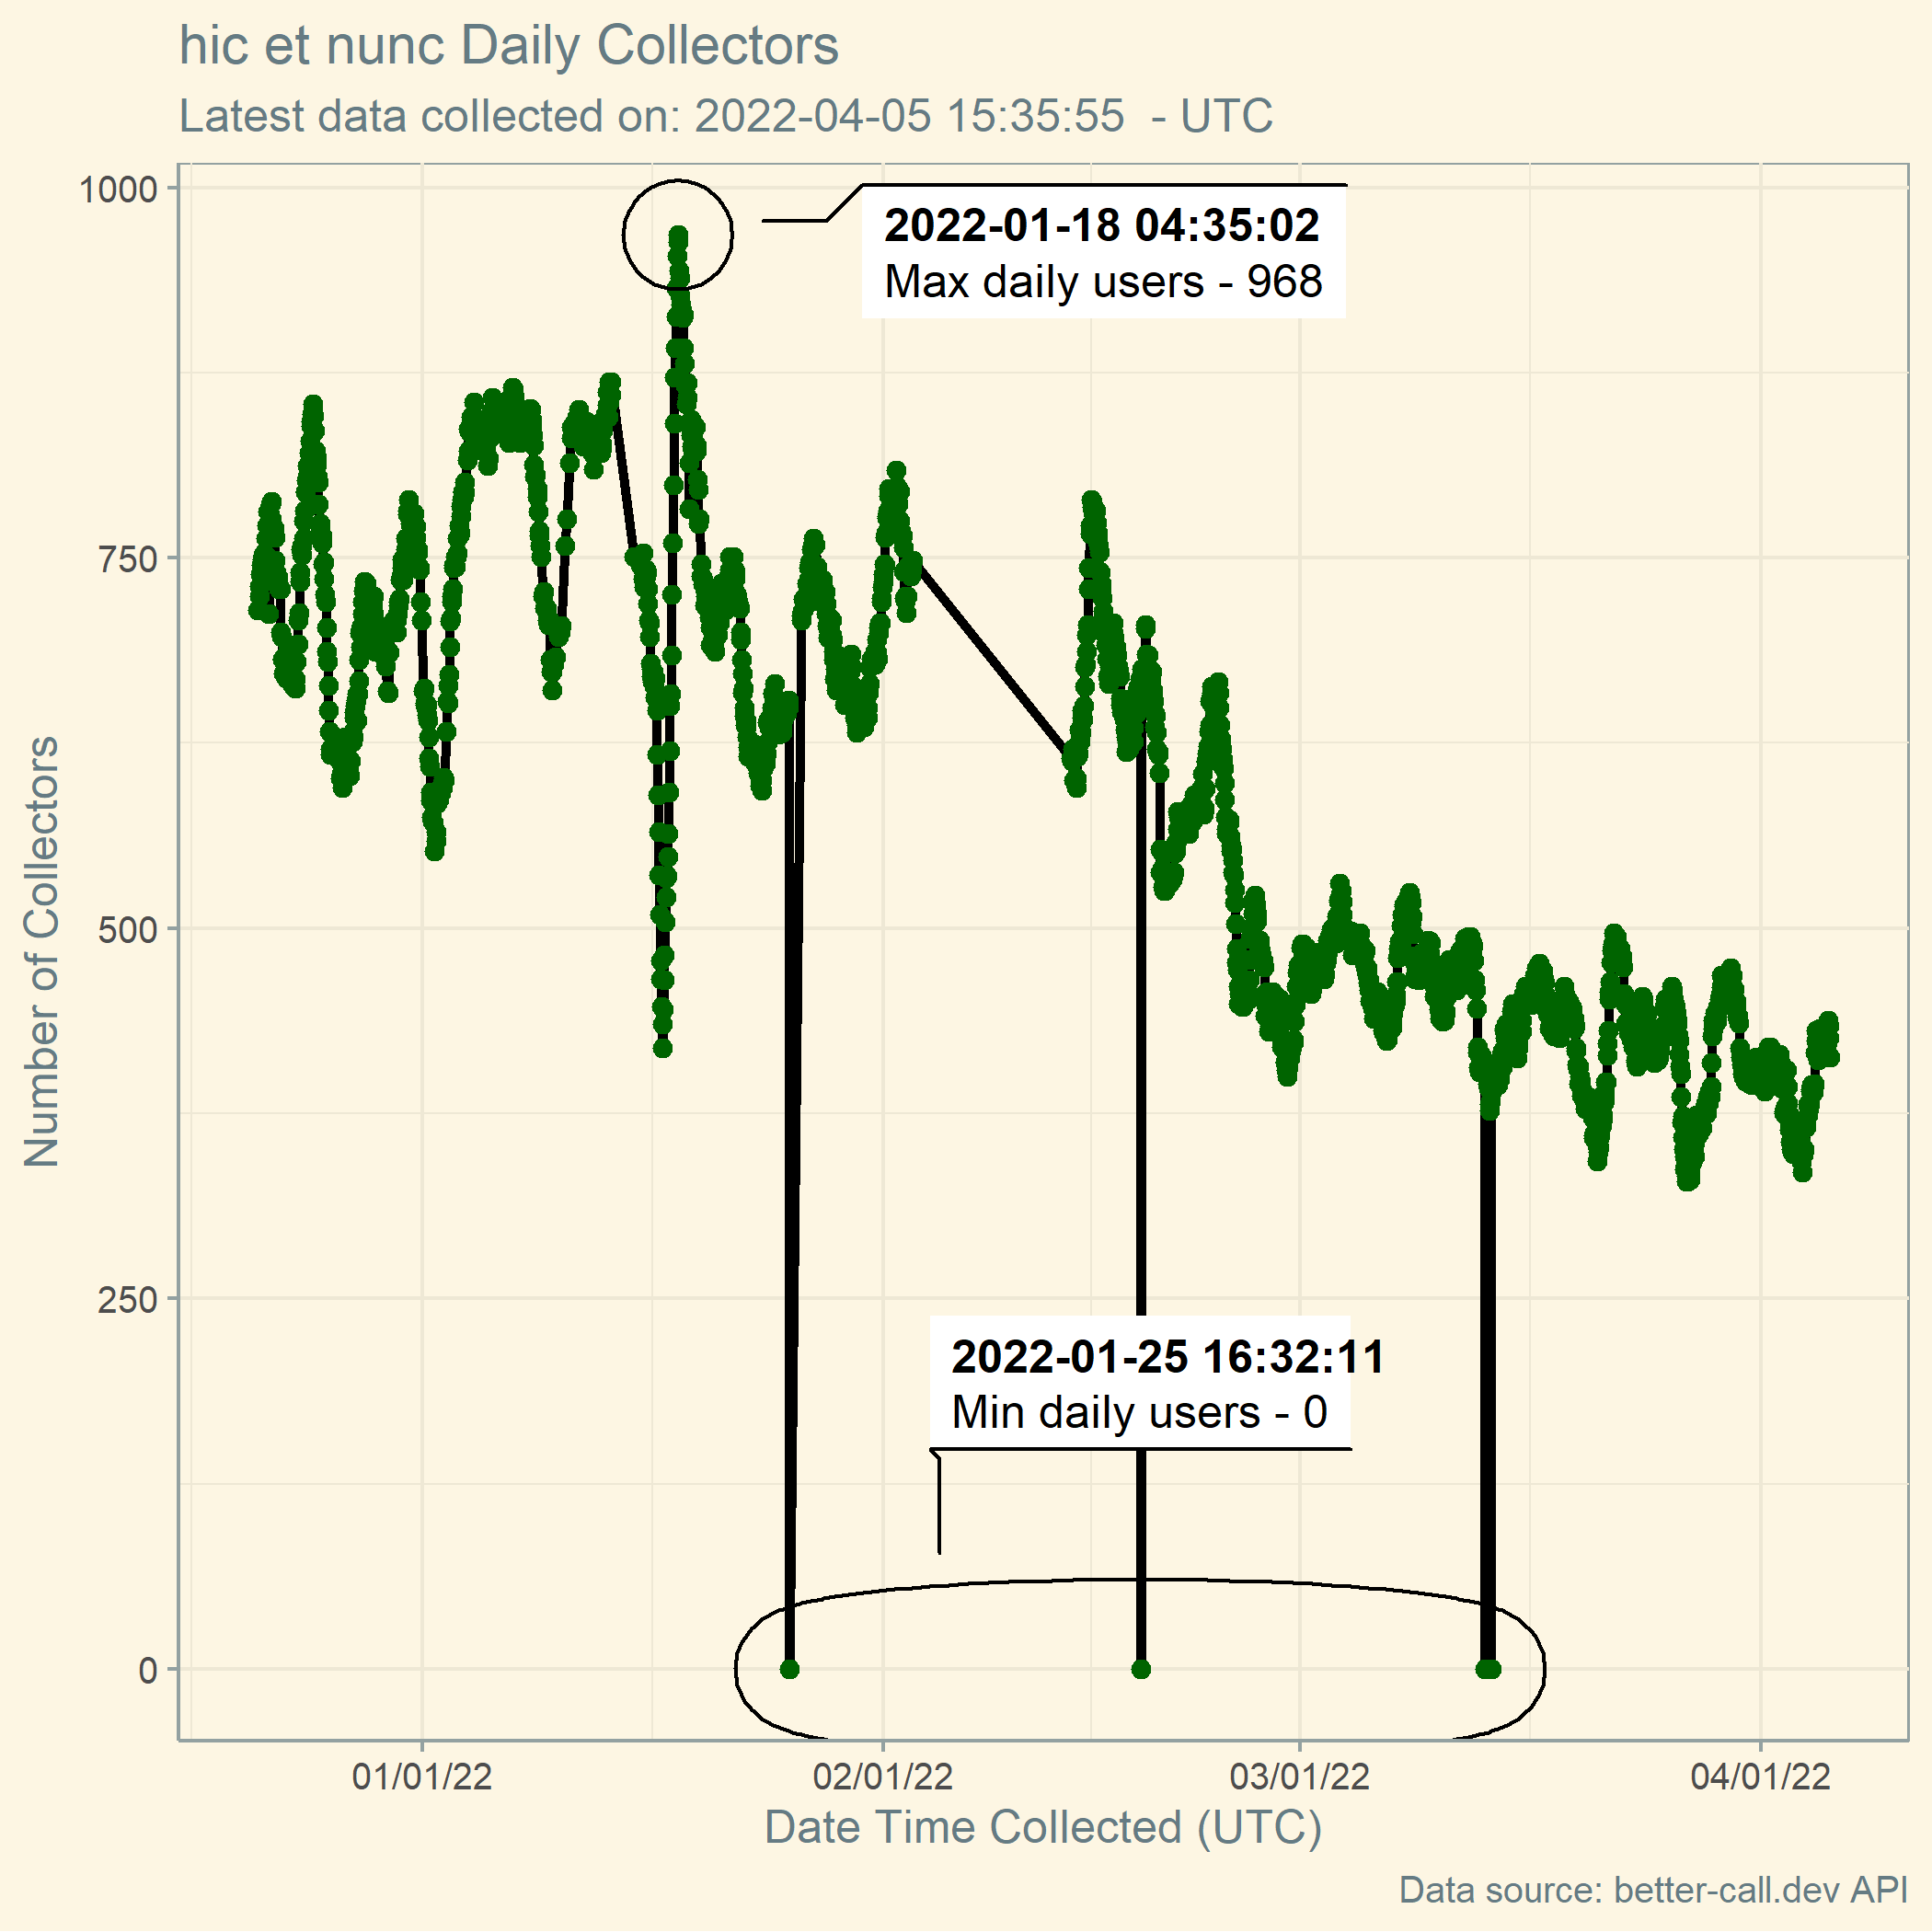 hic et nunc Daily Collectors
Latest data collected on: 2022-04-05 15:35:55  - UTC
1000
750
500
250
0
Number of Collectors
2022-01-18 04:35:02
Max daily users - 968
2022-01-25 16:32:11
Min daily users - 0
01/01/22
02/01/22
03/01/22
04/01/22
Date Time Collected (UTC)
Data source: better-call.dev API